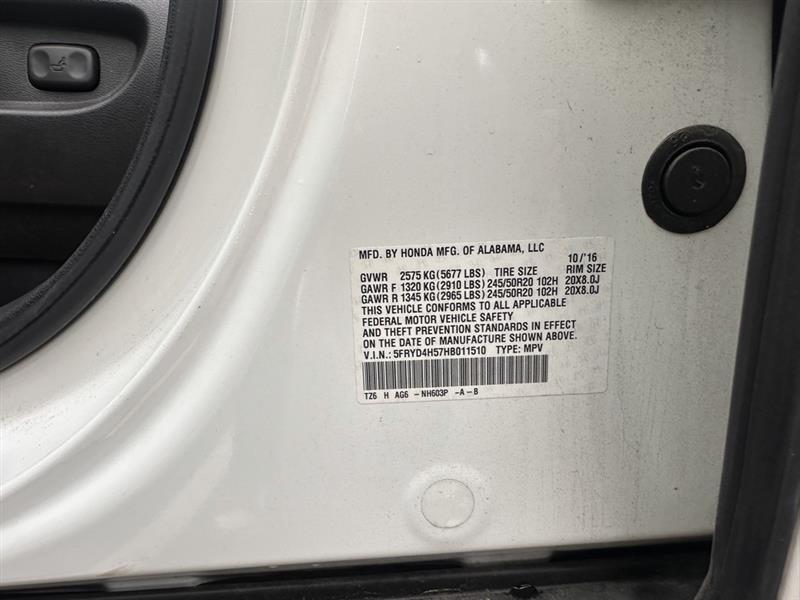 MFD. BY HONDA MFG. OF ALABAMA, LLC 10/'16
GVWR 2575 KG(5677 LBS) TIRE SIZE RIM SIZE
GAWR F 1320 KG(2910 LBS) 245/50R20 102H 20X8.0J
GAWR R 1345 KG(2965 LBS) 245/50R20 102H 20X8.0J
THIS VEHICLE CONFORMS TO ALL APPLICABLE
FEDERAL MOTOR VEHICLE SAFETY
AND THEFT PREVENTION STANDARDS IN EFFECT
ON THE DATE OF MANUFACTURE SHOWN ABOVE.
V.I.N.: 5FRYD4H57HB011510 TYPE: MPV
TZ6 H AG6 -NH603P -A-B